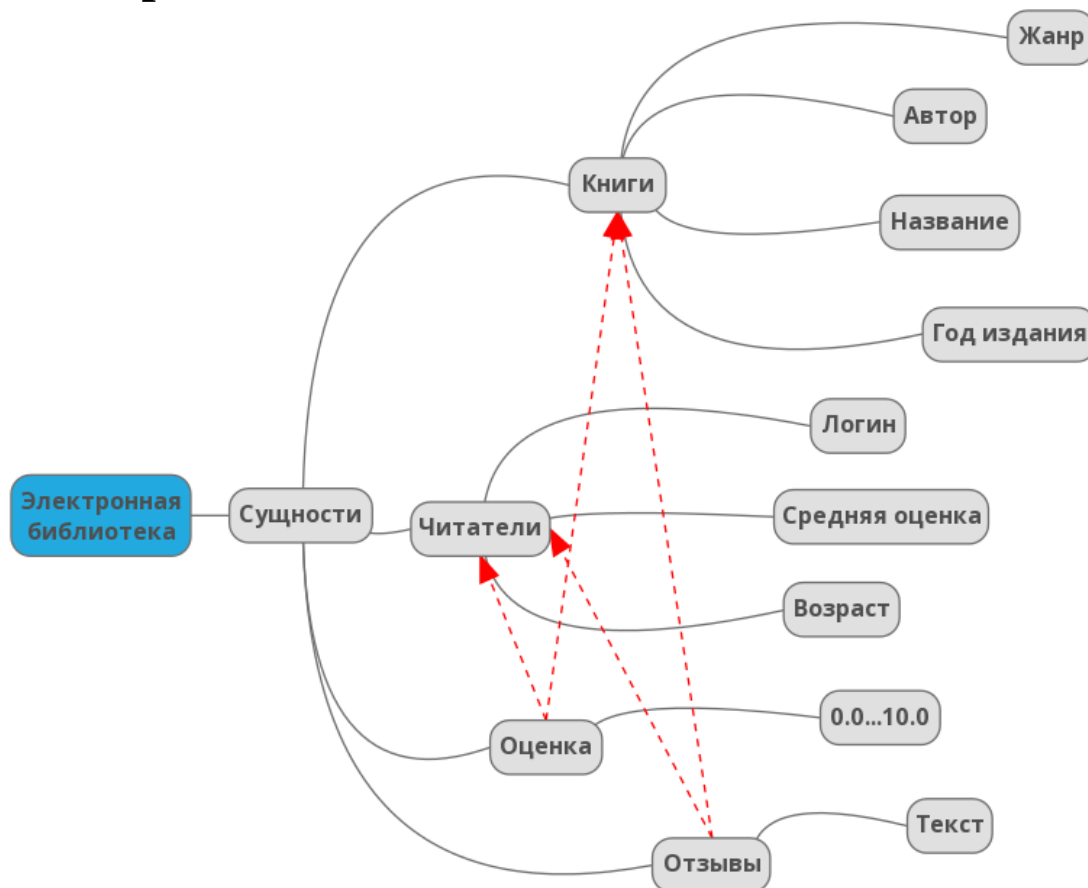 Жанр
Автор
Книги
Название
Год издания
Логин
Электронная
библиотека
Сущности
Читатели
Средняя оценка
Возраст
0.0...10.0
Оценка
Текст
Отзывы